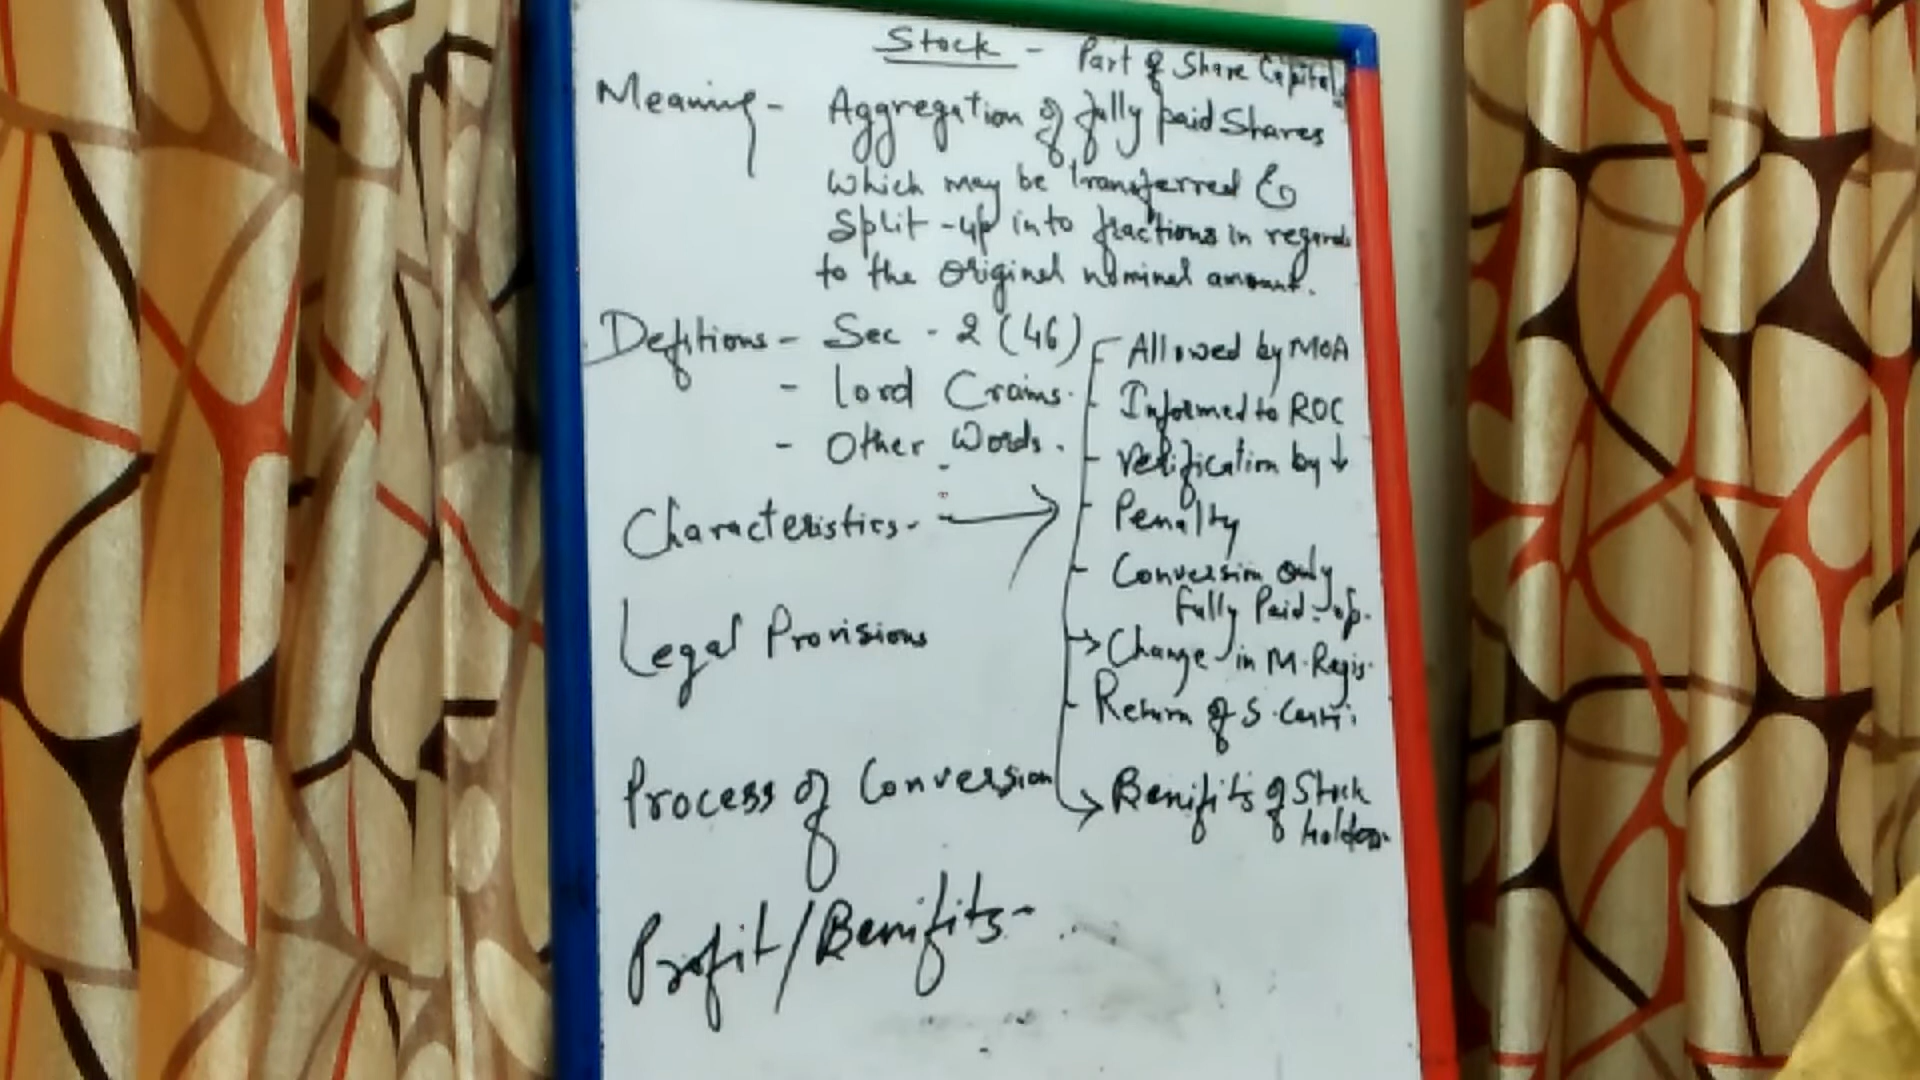 Stock - Part of Share Capital
Meaning - Aggregation of fully paid Shares
which may be transferred &
Split-up into fractions in regards
to the original nominal amount.
Defitions - Sec - 2 (46)
- Lord Crains.
- Other Words.
Characteristics. - →
Legal Provisions
Process of Conversion
Profit/Benifits -
- Allowed by MOA
- Informed to ROC
- Verification by ↓
- Penalty
- Conversion only
fully Paid-up.
→ Change in M. Regis.
- Return of S. Certi.
→ Benifits of Stock
holders.